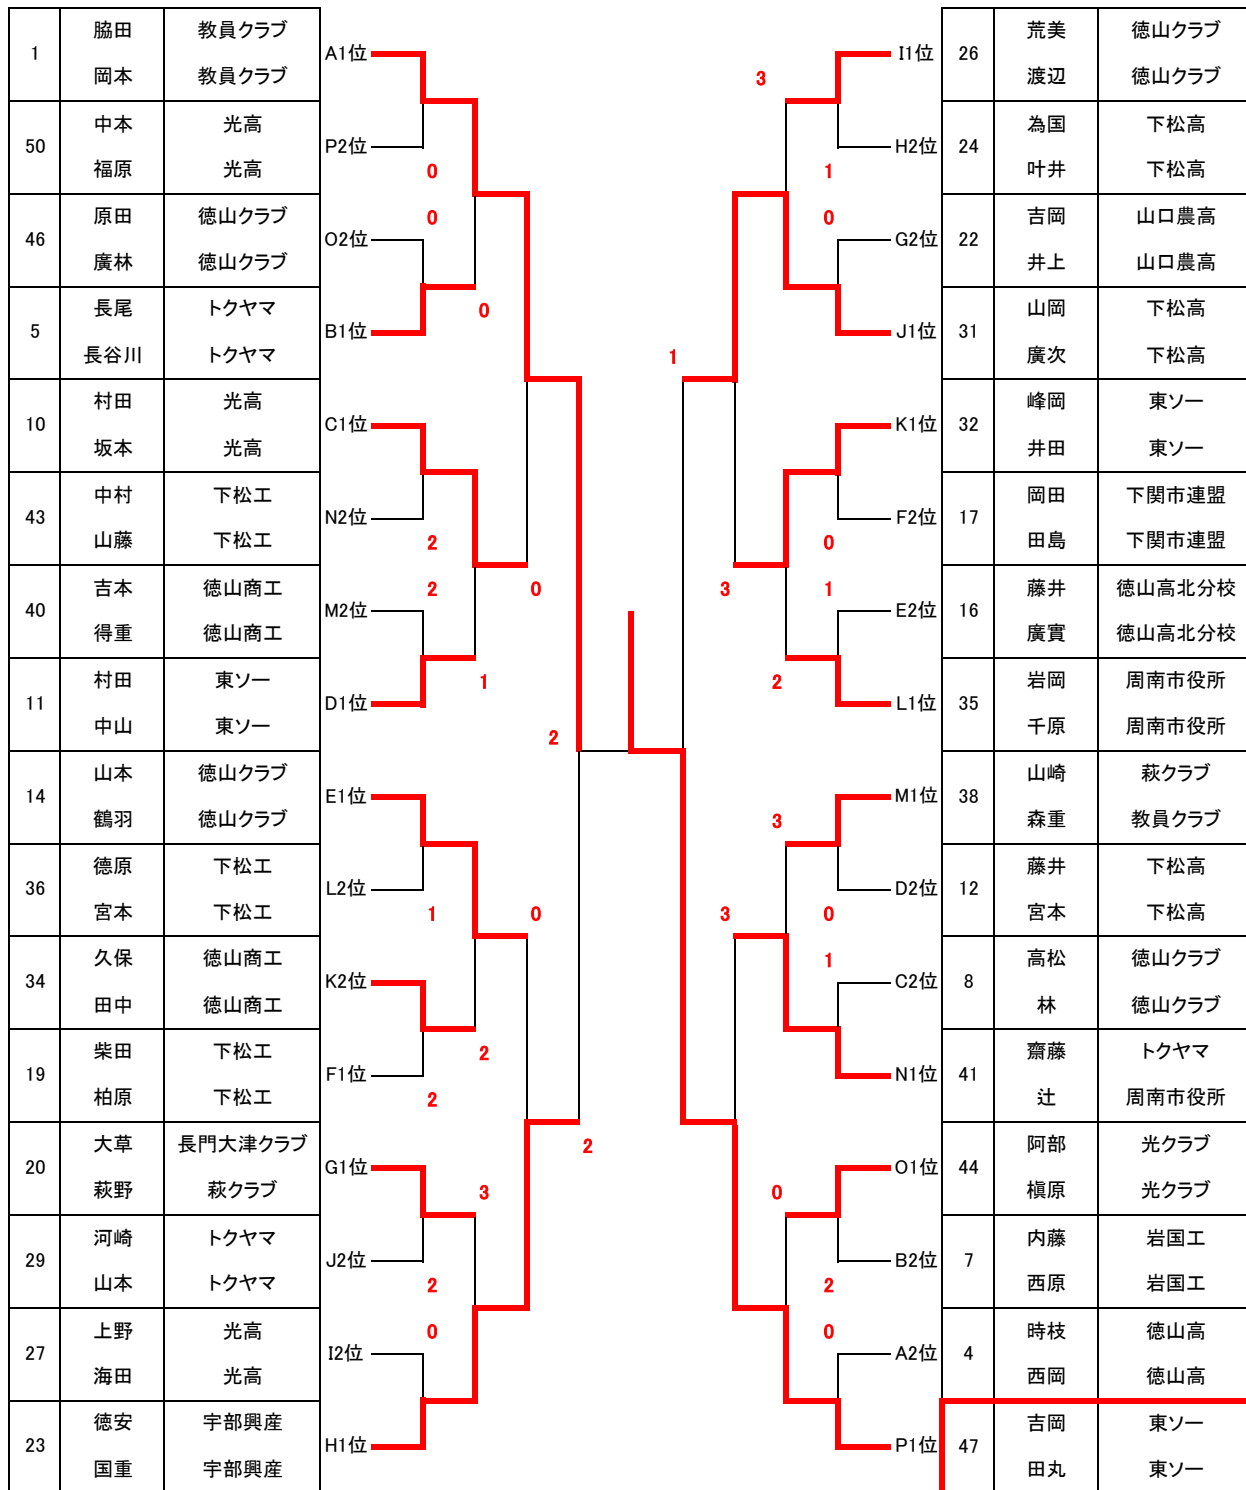 1 脇田 教員クラブ
岡本 教員クラブ
A1位
50 中本 光高
福原 光高
P2位
0
46 原田 徳山クラブ
廣林 徳山クラブ
O2位
0
5 長尾 トクヤマ
長谷川 トクヤマ
B1位
0
10 村田 光高
坂本 光高
C1位
43 中村 下松工
山藤 下松工
N2位
2
40 吉本 徳山商工
得重 徳山商工
M2位
2
0
11 村田 東ソー
中山 東ソー
D1位
1
2
14 山本 徳山クラブ
鶴羽 徳山クラブ
E1位
36 徳原 下松工
宮本 下松工
L2位
1
0
34 久保 徳山商工
田中 徳山商工
K2位
19 柴田 下松工
柏原 下松工
F1位
2
2
20 大草 長門大津クラブ
萩野 萩クラブ
G1位
3
2
29 河崎 トクヤマ
山本 トクヤマ
J2位
2
27 上野 光高
海田 光高
I2位
0
23 徳安 宇部興産
国重 宇部興産
H1位
3
I1位
26 荒美 徳山クラブ
渡辺 徳山クラブ
H2位
24 為国 下松高
叶井 下松高
1
0
G2位
22 吉岡 山口農高
井上 山口農高
J1位
31 山岡 下松高
廣次 下松高
1
K1位
32 峰岡 東ソー
井田 東ソー
F2位
17 岡田 下関市連盟
田島 下関市連盟
0
3
1
E2位
16 藤井 徳山高北分校
廣實 徳山高北分校
2
L1位
35 岩岡 周南市役所
千原 周南市役所
M1位
38 山崎 萩クラブ
森重 教員クラブ
3
D2位
12 藤井 下松高
宮本 下松高
3
0
1
C2位
8 高松 徳山クラブ
林 徳山クラブ
N1位
41 齋藤 トクヤマ
辻 周南市役所
0
O1位
44 阿部 光クラブ
槇原 光クラブ
B2位
7 内藤 岩国工
西原 岩国工
2
0
A2位
4 時枝 徳山高
西岡 徳山高
P1位
47 吉岡 東ソー
田丸 東ソー